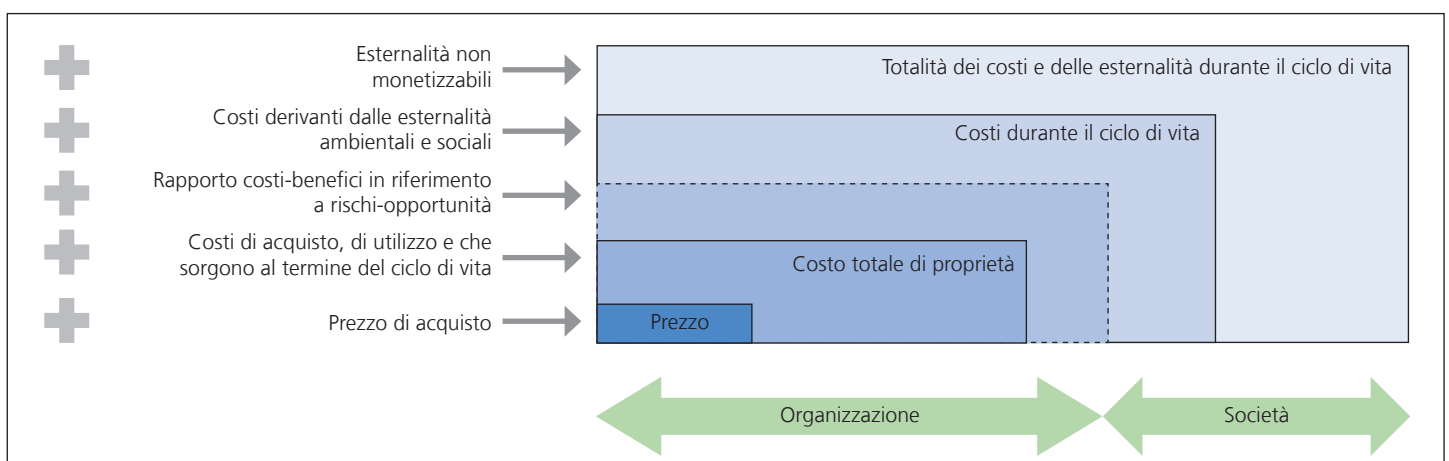 Esternalità non
monetizzabili
Totalità dei costi e delle esternalità durante il ciclo di vita
Costi derivanti dalle esternalità
ambientali e sociali
Costi durante il ciclo di vita
Rapporto costi-benefici in riferimento
a rischi-opportunità
Costi di acquisto, di utilizzo e che
sorgono al termine del ciclo di vita
Costo totale di proprietà
Prezzo di acquisto
Prezzo
Organizzazione
Società